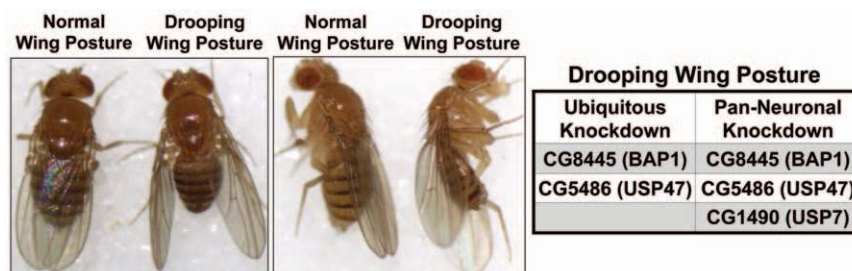 Normal Wing Posture
Drooping Wing Posture
Normal Wing Posture
Drooping Wing Posture
Drooping Wing Posture
Ubiquitous Knockdown
Pan-Neuronal Knockdown
CG8445 (BAP1)
CG8445 (BAP1)
CG5486 (USP47)
CG5486 (USP47)
CG1490 (USP7)